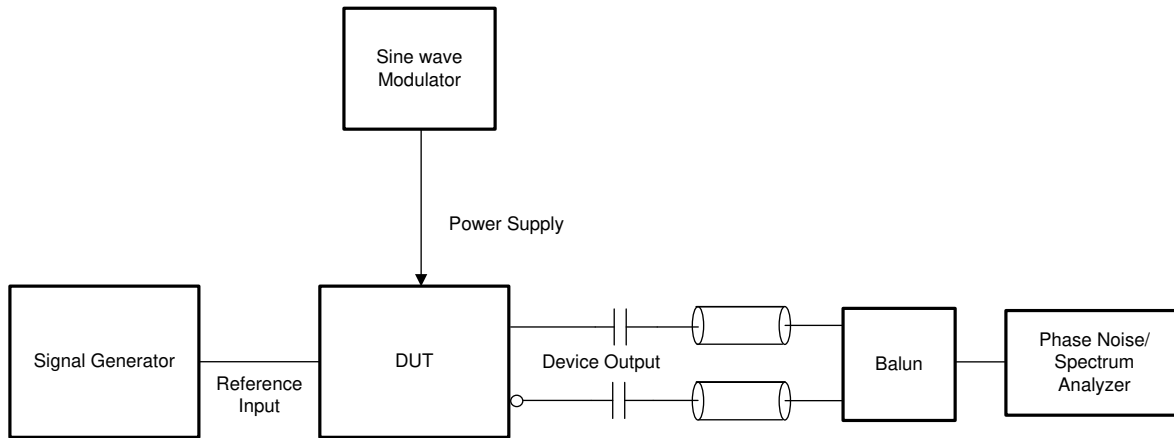 Sine wave
Modulator
Power Supply
Signal Generator
Reference
Input
DUT
Device Output
Balun
Phase Noise/
Spectrum
Analyzer